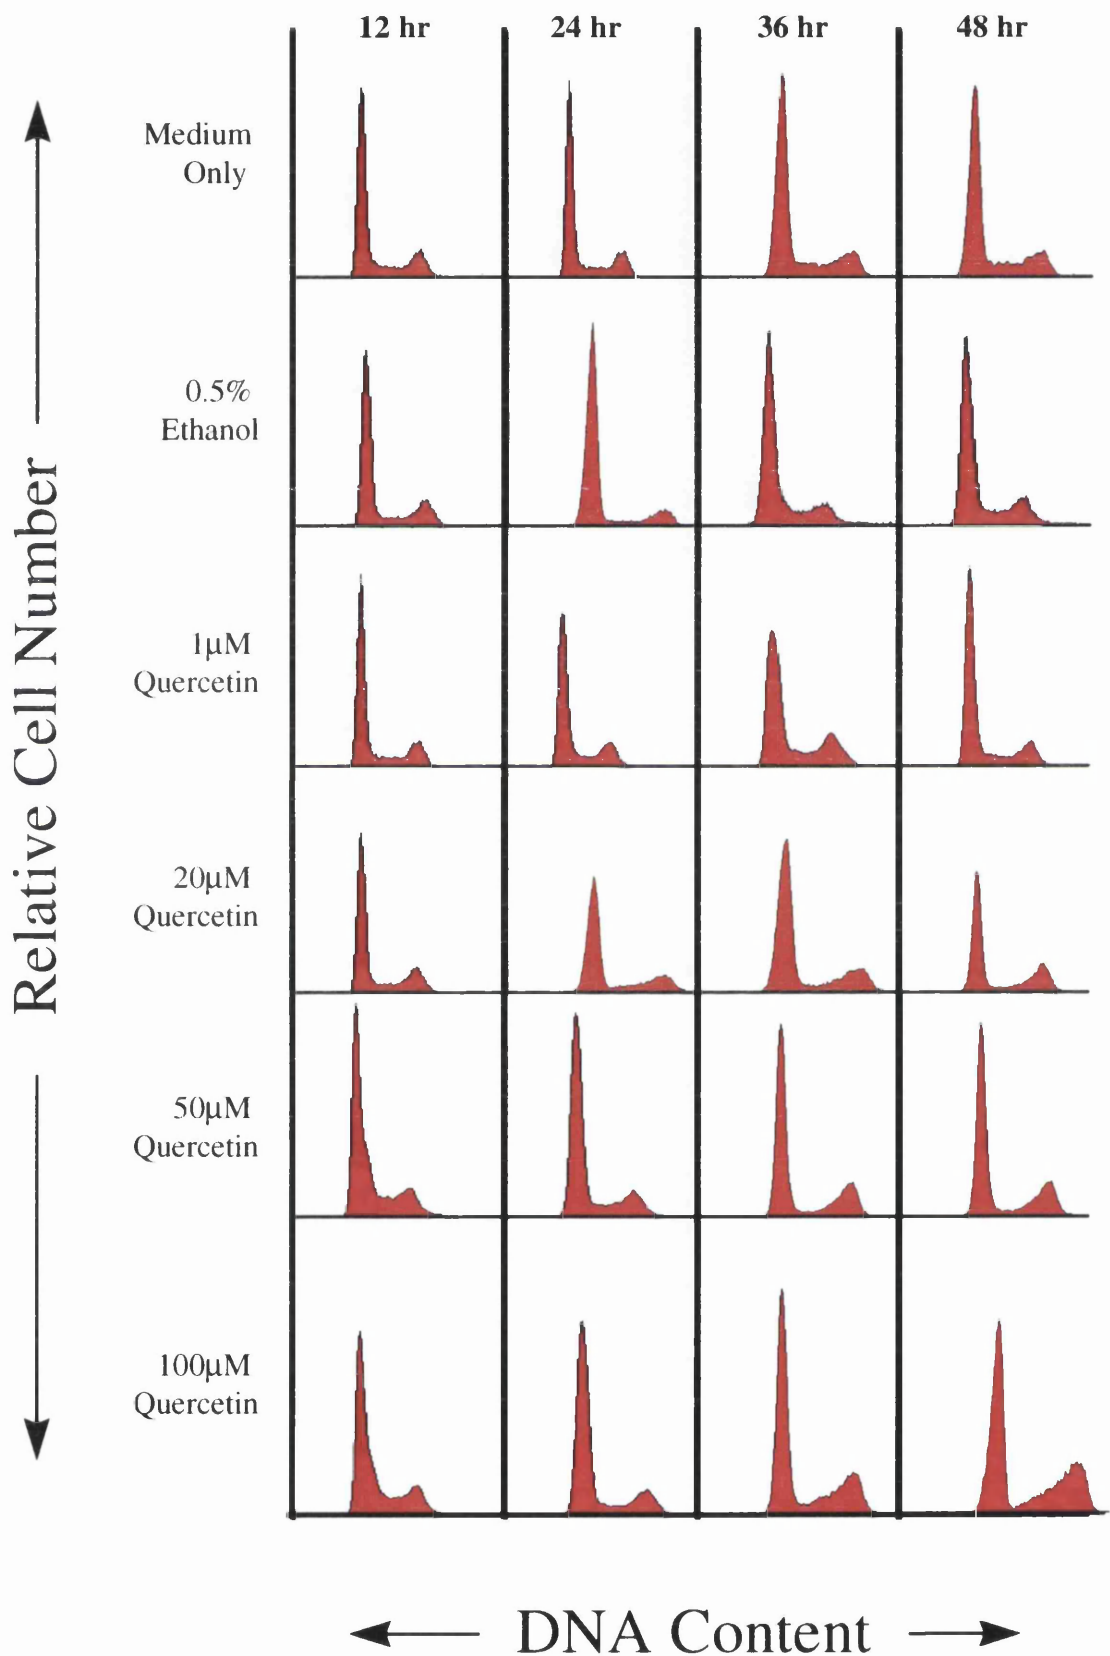 12 hr 24 hr 36 hr 48 hr
Medium
Only
0.5%
Ethanol
1µM
Quercetin
20µM
Quercetin
50µM
Quercetin
100µM
Quercetin
Relative Cell Number
DNA Content